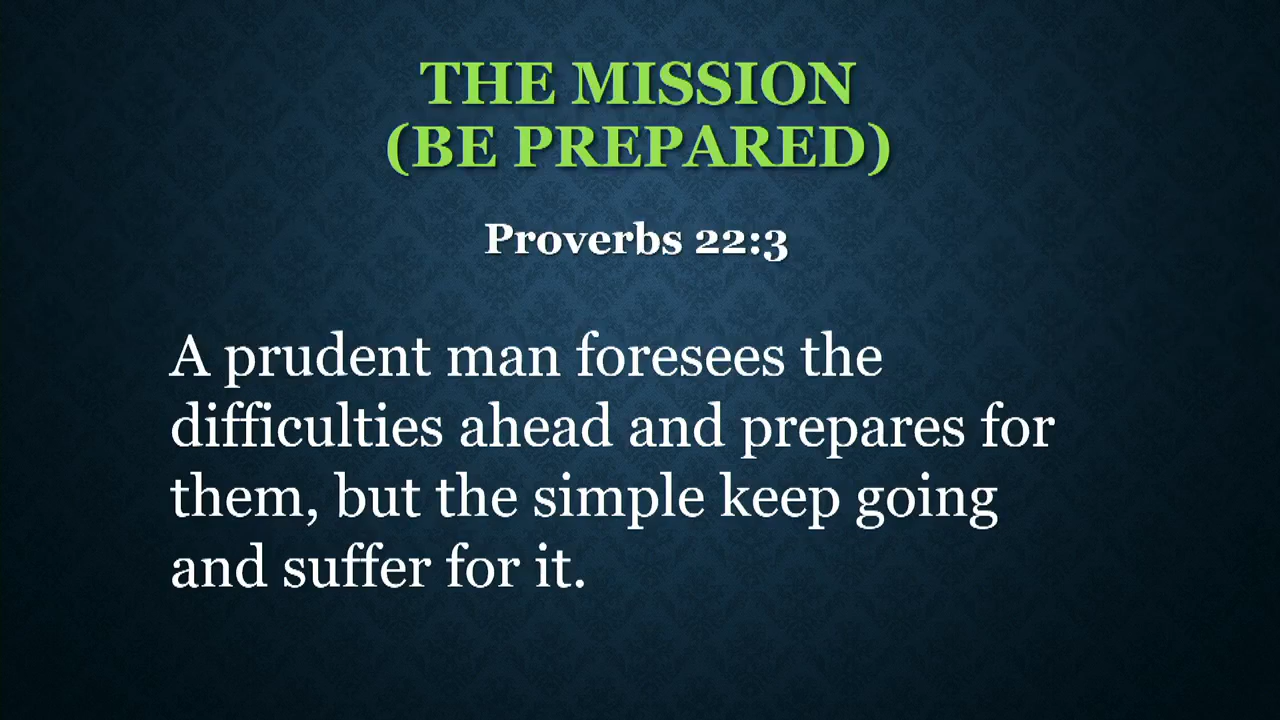 THE MISSION
(BE PREPARED)
Proverbs 22:3
A prudent man foresees the
difficulties ahead and prepares for
them, but the simple keep going
and suffer for it.